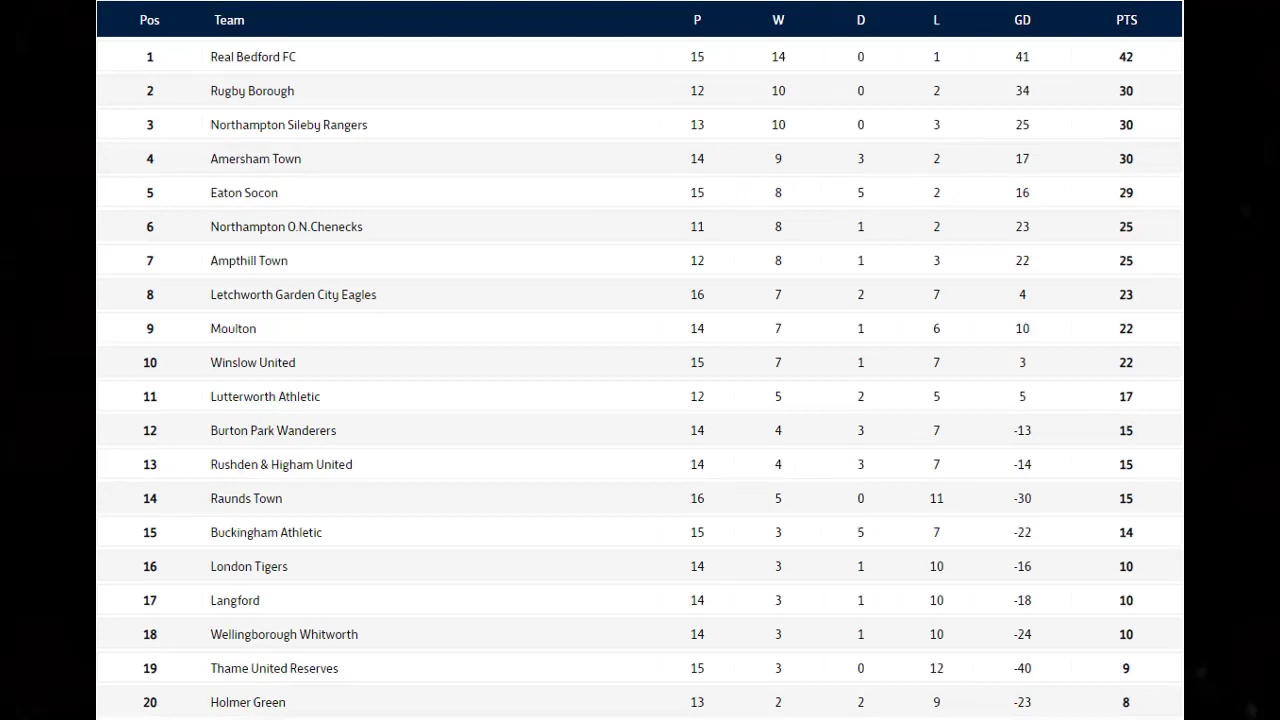 Pos Team P W D L GD PTS
1 Real Bedford FC 15 14 0 1 41 42
2 Rugby Borough 12 10 0 2 34 30
3 Northampton Sileby Rangers 13 10 0 3 25 30
4 Amersham Town 14 9 3 2 17 30
5 Eaton Socon 15 8 5 2 16 29
6 Northampton O.N.Chenecks 11 8 1 2 23 25
7 Ampthill Town 12 8 1 3 22 25
8 Letchworth Garden City Eagles 16 7 2 7 4 23
9 Moulton 14 7 1 6 10 22
10 Winslow United 15 7 1 7 3 22
11 Lutterworth Athletic 12 5 2 5 5 17
12 Burton Park Wanderers 14 4 3 7 -13 15
13 Rushden & Higham United 14 4 3 7 -14 15
14 Raunds Town 16 5 0 11 -30 15
15 Buckingham Athletic 15 3 5 7 -22 14
16 London Tigers 14 3 1 10 -16 10
17 Langford 14 3 1 10 -18 10
18 Wellingborough Whitworth 14 3 1 10 -24 10
19 Thame United Reserves 15 3 0 12 -40 9
20 Holmer Green 13 2 2 9 -23 8